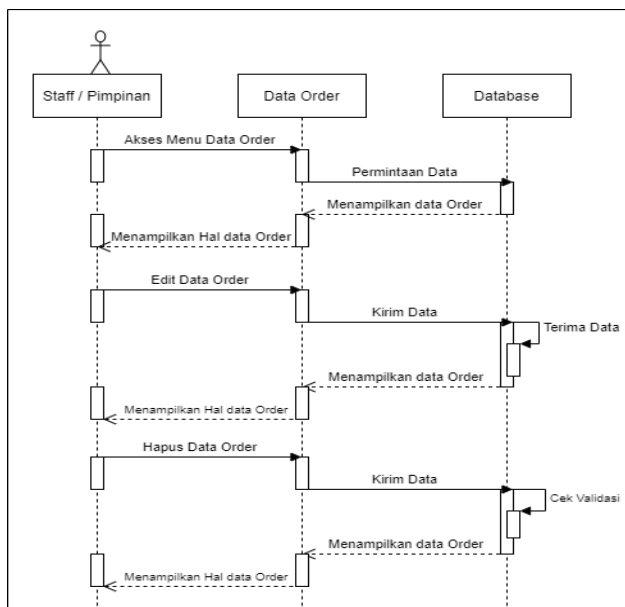 Staff / Pimpinan
Data Order
Database
Akses Menu Data Order
Permintaan Data
Menampilkan data Order
Menampilkan Hal data Order
Edit Data Order
Kirim Data
Terima Data
Menampilkan data Order
Menampilkan Hal data Order
Hapus Data Order
Kirim Data
Cek Validasi
Menampilkan data Order
Menampilkan Hal data Order